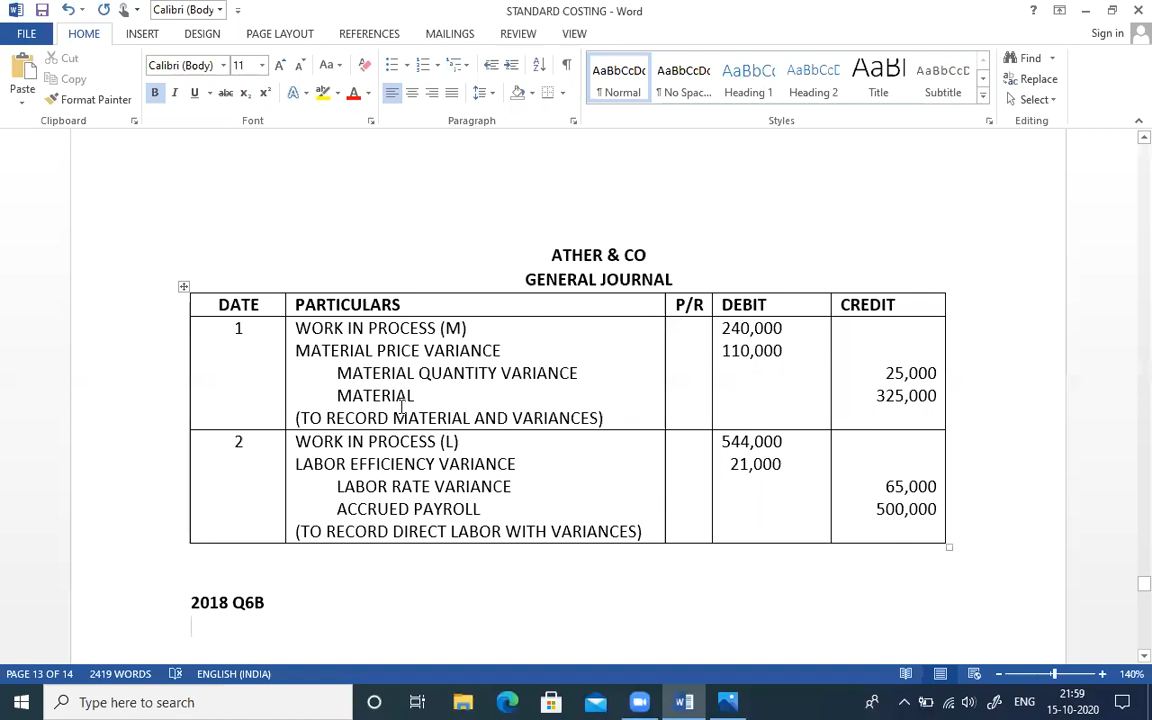 Calibri (Body
STANDARD COSTING - Word
?
FILE HOME INSERT DESIGN PAGE LAYOUT REFERENCES MAILINGS REVIEW VIEW Sign in
Paste
Cut
Copy
Format Painter
Calibri (Body 11
B I U abc x₂ x²
AaBbCcDc AaBbCcDc AaBbCc AaBbCcD AaBl AaBbCcD
¶ Normal ¶ No Spac... Heading 1 Heading 2 Title Subtitle
Find
Replace
Select
Clipboard Font Paragraph Styles Editing
ATHER & CO
GENERAL JOURNAL
DATE PARTICULARS P/R DEBIT CREDIT
1 WORK IN PROCESS (M) 240,000
MATERIAL PRICE VARIANCE 110,000
MATERIAL QUANTITY VARIANCE 25,000
MATERIAL 325,000
(TO RECORD MATERIAL AND VARIANCES)
2 WORK IN PROCESS (L) 544,000
LABOR EFFICIENCY VARIANCE 21,000
LABOR RATE VARIANCE 65,000
ACCRUED PAYROLL 500,000
(TO RECORD DIRECT LABOR WITH VARIANCES)
2018 Q6B
PAGE 13 OF 14 2419 WORDS ENGLISH (INDIA) 140%
Type here to search
ENG
21:59
15-10-2020